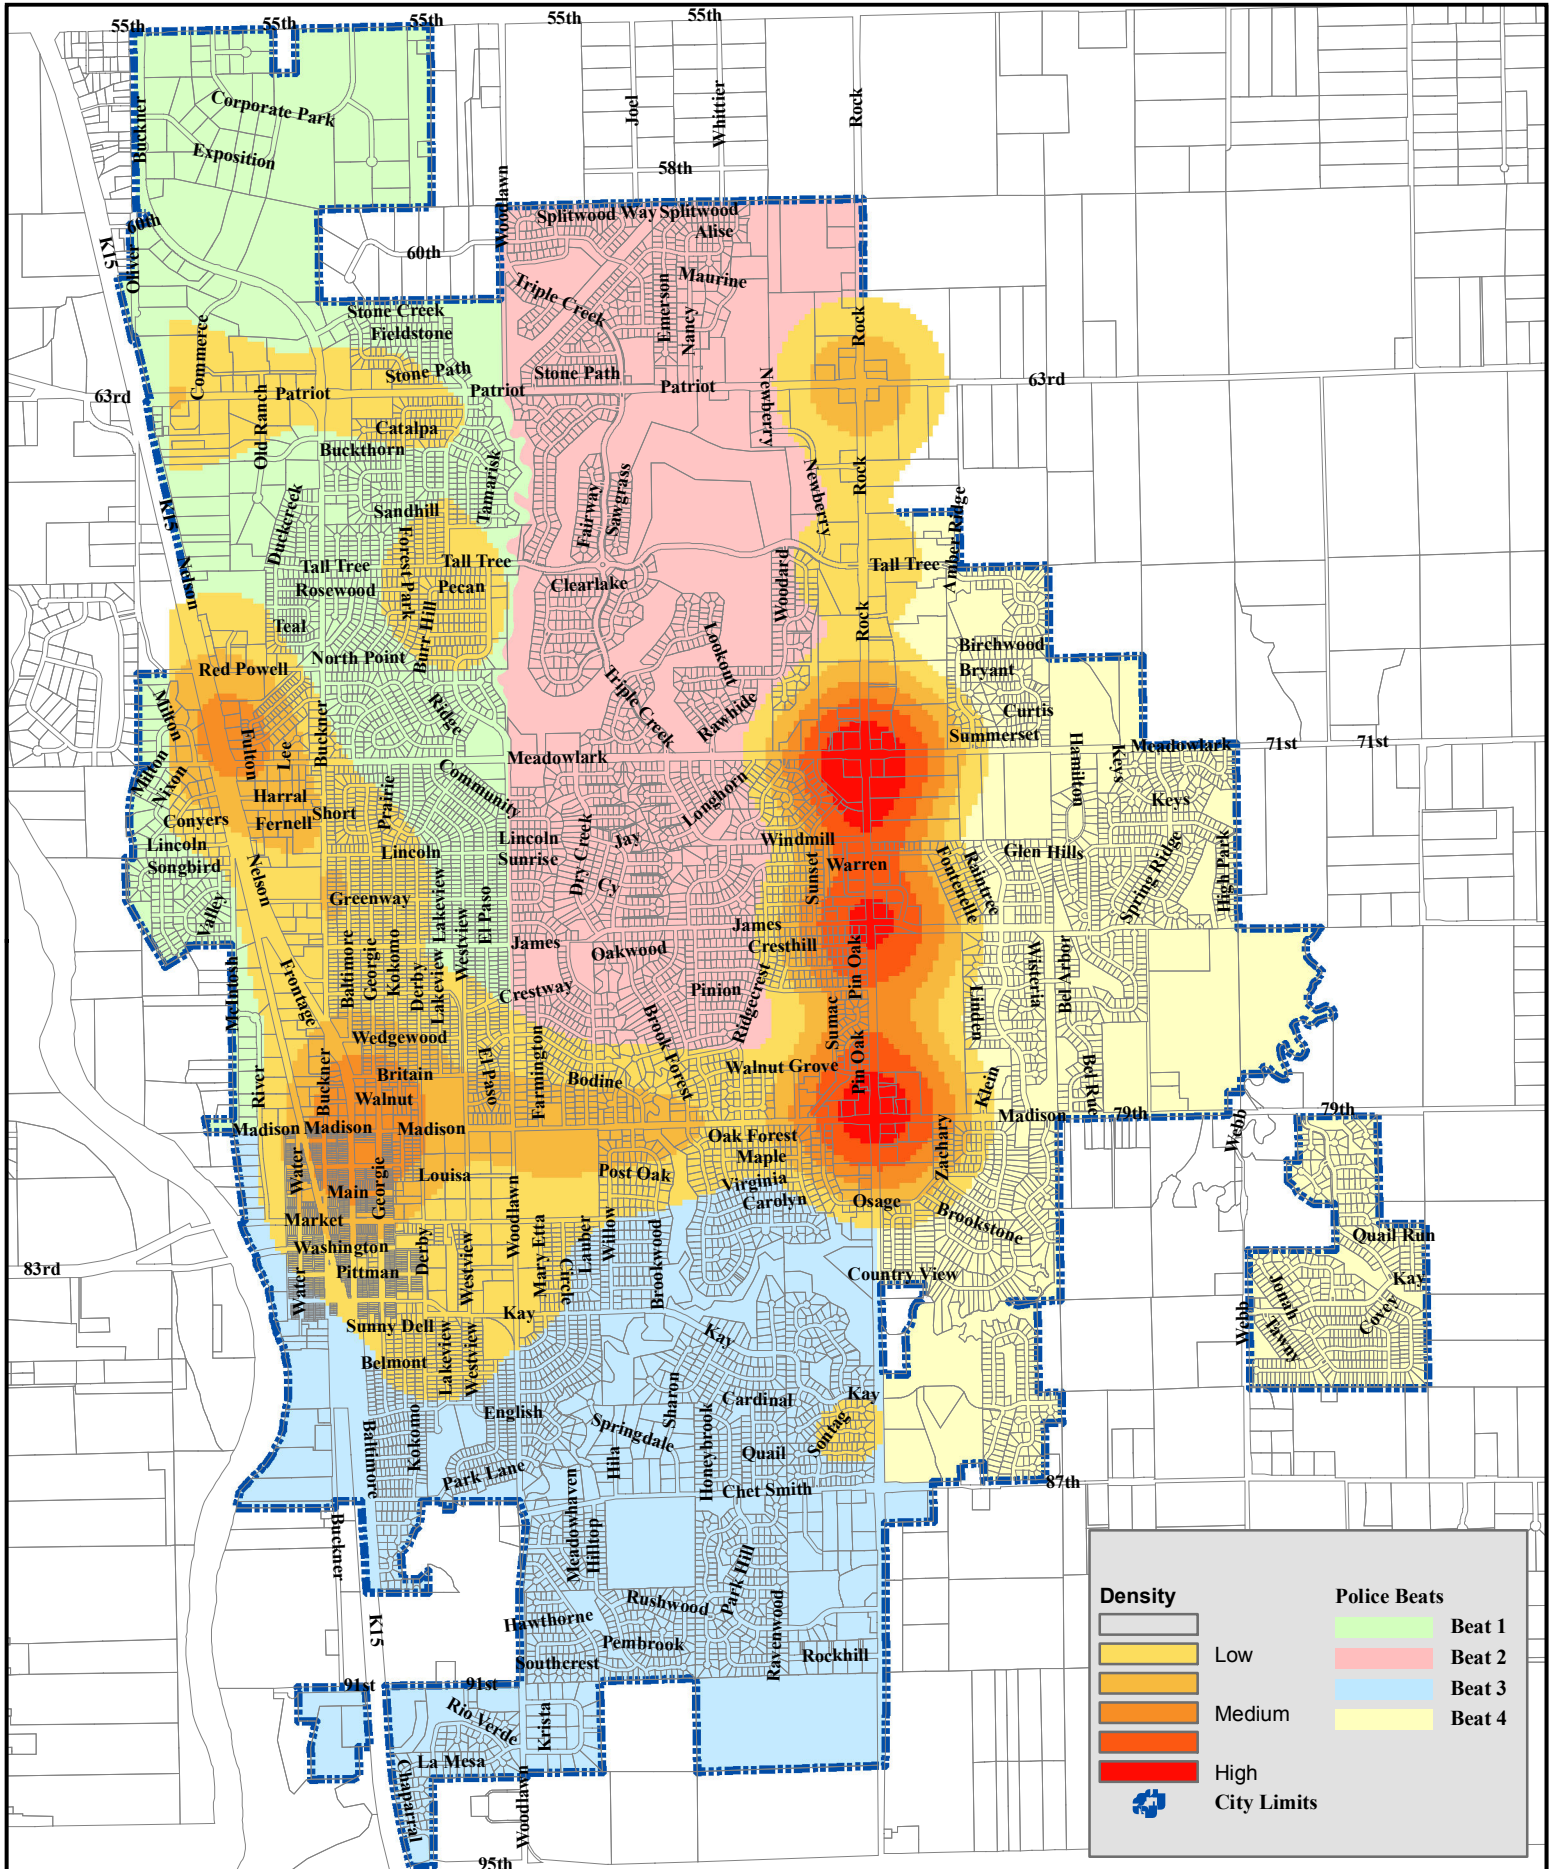 55th
55th
55th
55th
55th
Buckner
Corporate Park
Exposition
Joel
Whittier
Rock
58th
60th
K15
Oliver
60th
Woodlawn
Splitwood Way
Splitwood
Alise
Maurine
Triple Creek
Emerson
Nancy
Stone Creek
Fieldstone
Commerce
Stone Path
Stone Path
Rock
63rd
Old Ranch
Patriot
Patriot
Patriot
Newberry
63rd
Catalpa
Buckthorn
Tamarisk
Duckcreek
Sandhill
Fairway
Sawgrass
Newberry
Rock
Amber Ridge
K15
Nelson
Tall Tree
Rosewood
Forest Park
Tall Tree
Pecan
Clearlake
Woodard
Tall Tree
Teal
Burr Hill
Rock
Birchwood
Red Powell
North Point
Lookout
Bryant
Milton
Ridge
Triple Creek
Rawhide
Curtis
Summerset
Fulton
Lee
Buckner
Meadowlark
Hamilton
Keys
Meadowlark
71st
71st
Milton
Nixon
Community
Harral
Prairie
Longhorn
Keys
Conyers
Fernell
Short
Lincoln
Lincoln
Lincoln
Sunrise
Dry Creek
Jay
Windmill
Warren
Glen Hills
Songbird
Nelson
Cy
Sunset
Fontenelle
Raintree
Spring Ridge
High Park
Valley
Greenway
Lakeview
Westview
El Paso
James
Oakwood
James
Cresthill
Baltimore
Georgie
Kokomo
Derby
Lakeview
McIntosh
Frontage
Crestway
Pinion
Ridgecrest
Pin Oak
Linden
Wisteria
Bel Arbor
Wedgewood
Brook Forest
Sumac
River
Buckner
Britain
El Paso
Farmington
Bodine
Walnut Grove
Pin Oak
Klein
Bel Rue
Walnut
Madison
Madison
Madison
Madison
79th
Webb
79th
Oak Forest
Maple
Zachary
Water
Main
Georgie
Louisa
Post Oak
Virginia
Carolyn
Osage
Market
Woodlawn
Brookstone
Washington
Derby
Westview
Mary Etta
Circle
Lauber
Willow
Brookwood
Quail Run
83rd
Water
Pittman
Country View
Kay
Jonah
Webb
Tawny
Covey
Kay
Sunny Dell
Kay
Belmont
Lakeview
Westview
Sharon
Cardinal
Kay
English
Springdale
Sontag
Baltimore
Kokomo
Hila
Honeybrook
Quail
Park Lane
Chet Smith
87th
Buckner
Meadowhaven
Hilltop
Park Hill
K15
Hawthorne
Rushwood
Pembrook
Ravenwood
Rockhill
Southcrest
91st
91st
Rio Verde
Krista
La Mesa
Chaparral
Woodlawn
95th
Density
Low
Medium
High
City Limits
Police Beats
Beat 1
Beat 2
Beat 3
Beat 4